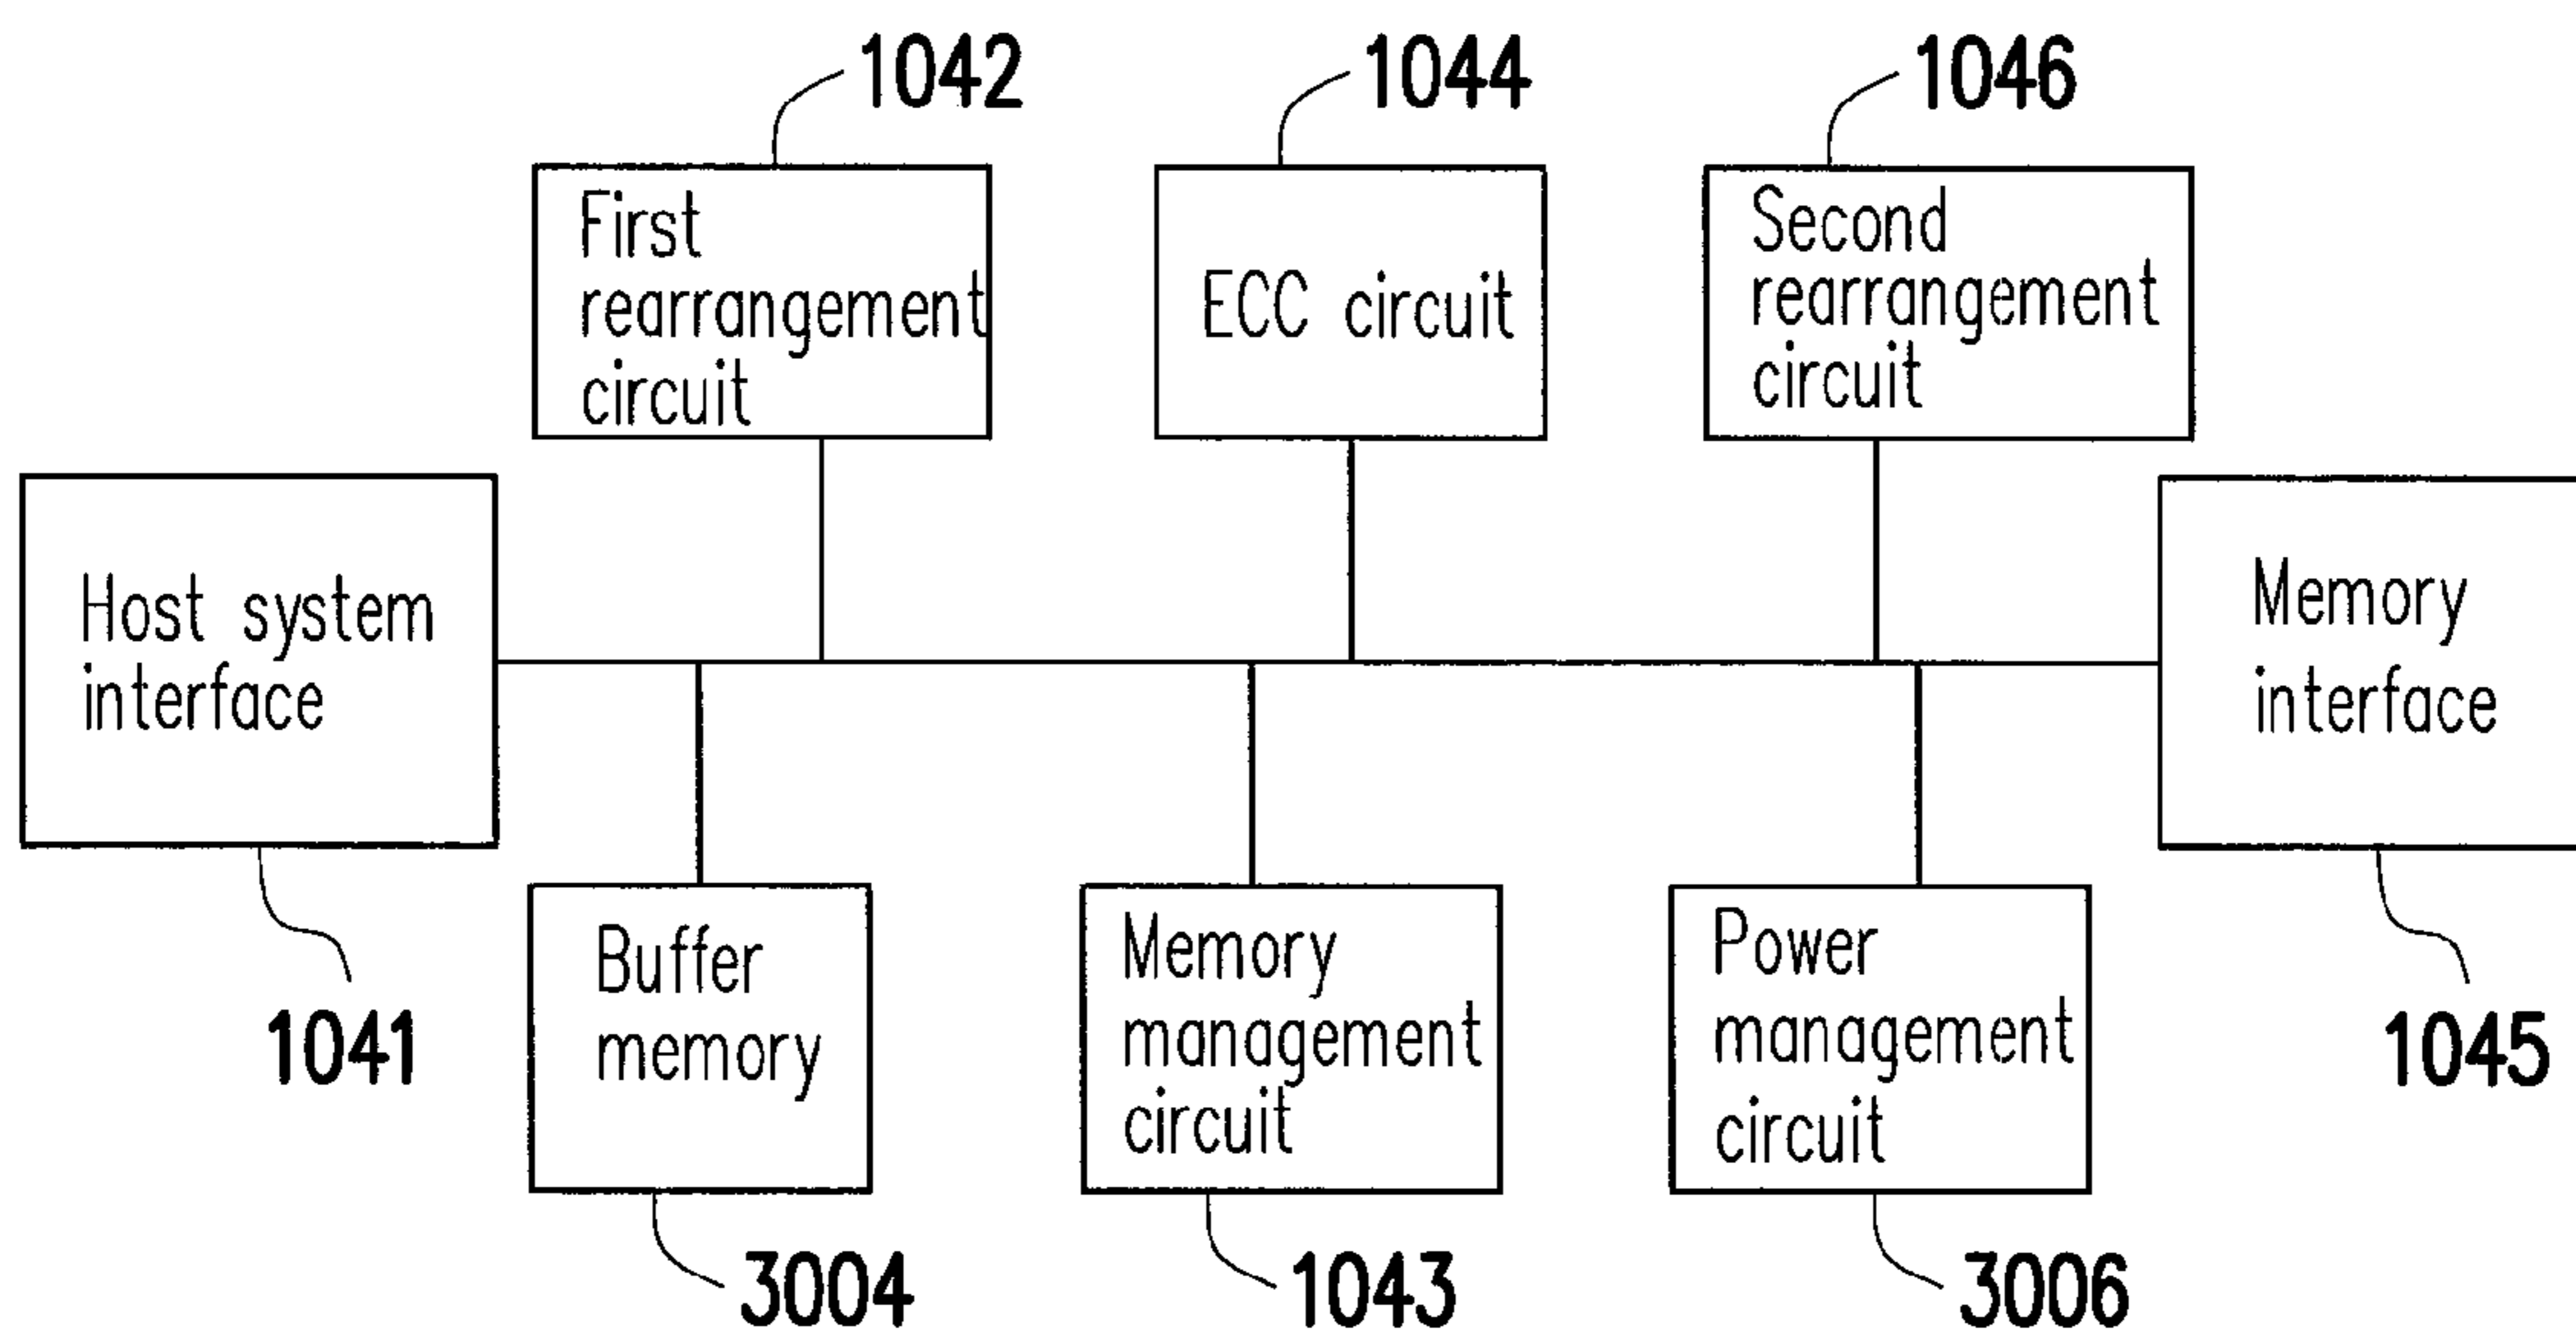 1042
1044
1046
First
rearrangement
circuit
ECC circuit
Second
rearrangement
circuit
Host system
interface
Memory
interface
1041
1045
Buffer
memory
Memory
management
circuit
Power
management
circuit
3004
1043
3006